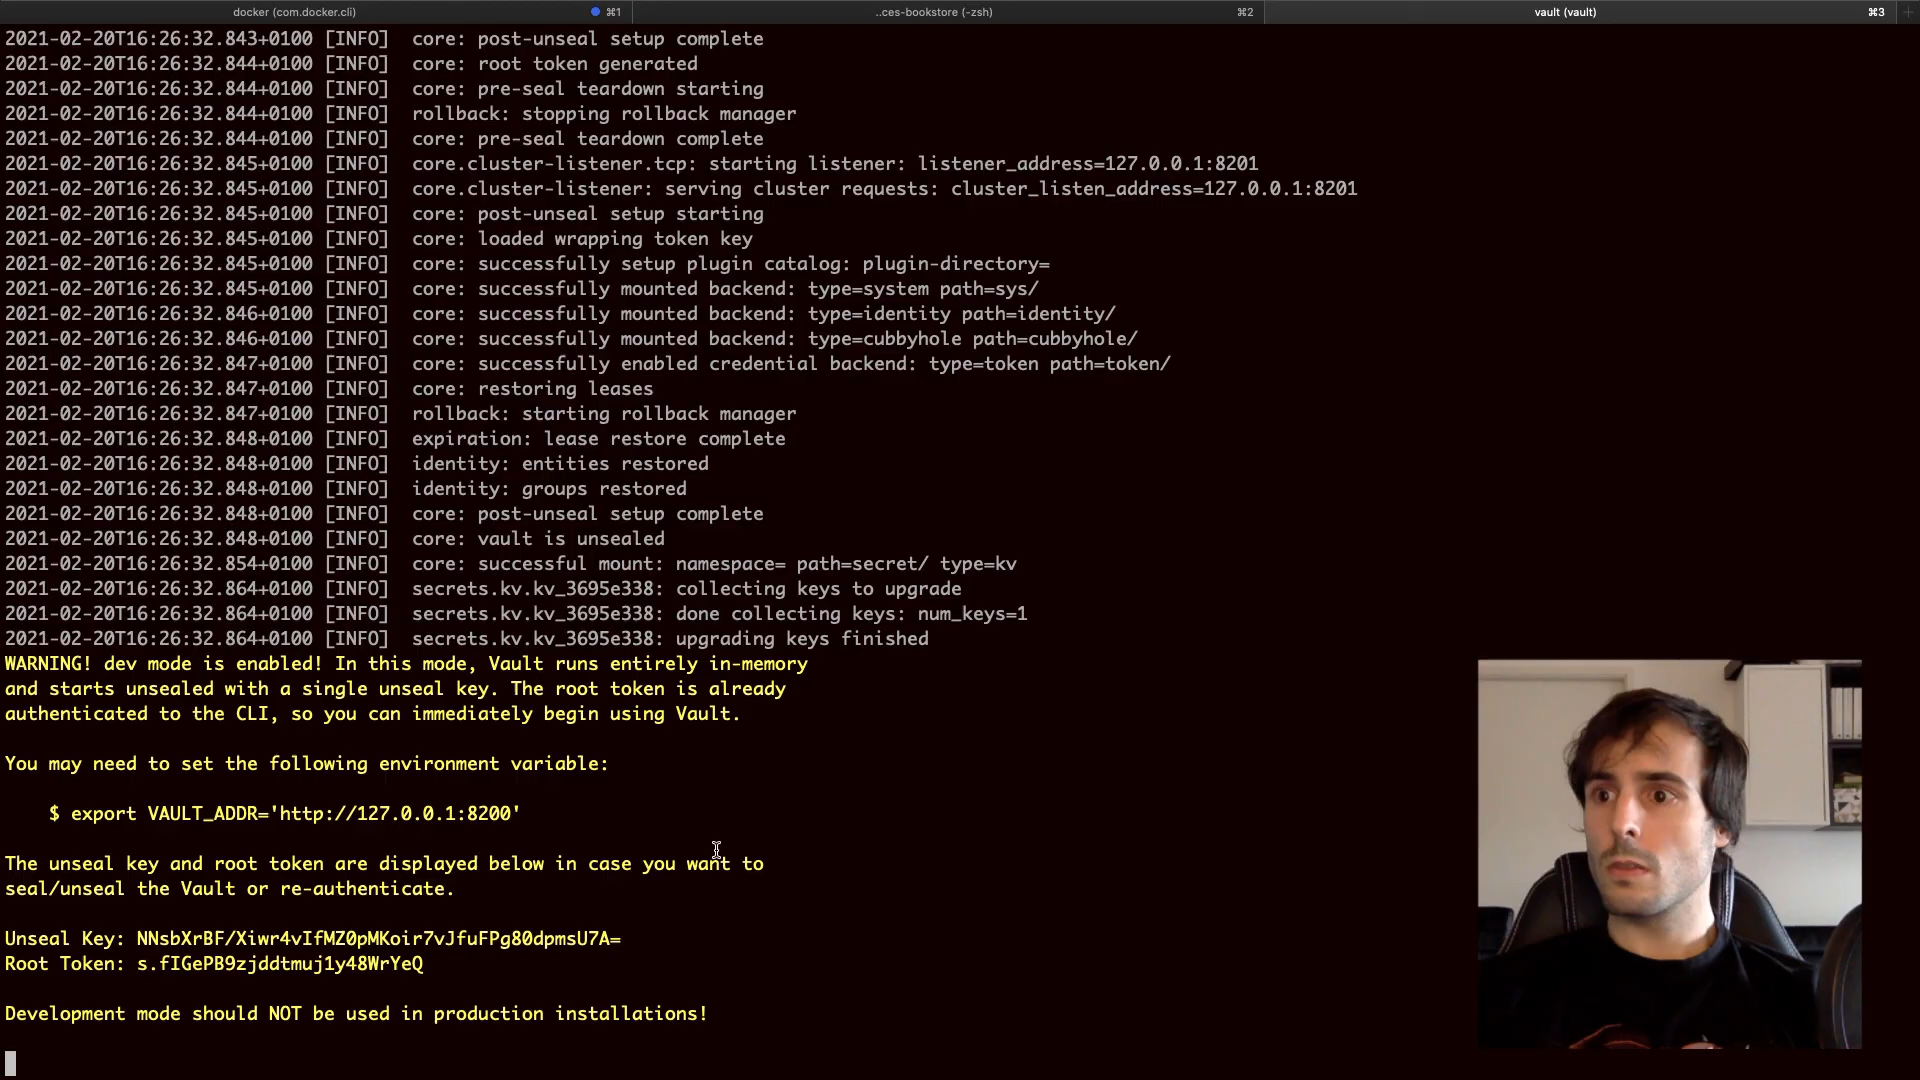 docker (com.docker.cli) ⌘1 ..ces-bookstore (-zsh) ⌘2 vault (vault) ⌘3
2021-02-20T16:26:32.843+0100 [INFO]  core: post-unseal setup complete
2021-02-20T16:26:32.844+0100 [INFO]  core: root token generated
2021-02-20T16:26:32.844+0100 [INFO]  core: pre-seal teardown starting
2021-02-20T16:26:32.844+0100 [INFO]  rollback: stopping rollback manager
2021-02-20T16:26:32.844+0100 [INFO]  core: pre-seal teardown complete
2021-02-20T16:26:32.845+0100 [INFO]  core.cluster-listener.tcp: starting listener: listener_address=127.0.0.1:8201
2021-02-20T16:26:32.845+0100 [INFO]  core.cluster-listener: serving cluster requests: cluster_listen_address=127.0.0.1:8201
2021-02-20T16:26:32.845+0100 [INFO]  core: post-unseal setup starting
2021-02-20T16:26:32.845+0100 [INFO]  core: loaded wrapping token key
2021-02-20T16:26:32.845+0100 [INFO]  core: successfully setup plugin catalog: plugin-directory=
2021-02-20T16:26:32.845+0100 [INFO]  core: successfully mounted backend: type=system path=sys/
2021-02-20T16:26:32.846+0100 [INFO]  core: successfully mounted backend: type=identity path=identity/
2021-02-20T16:26:32.846+0100 [INFO]  core: successfully mounted backend: type=cubbyhole path=cubbyhole/
2021-02-20T16:26:32.847+0100 [INFO]  core: successfully enabled credential backend: type=token path=token/
2021-02-20T16:26:32.847+0100 [INFO]  core: restoring leases
2021-02-20T16:26:32.847+0100 [INFO]  rollback: starting rollback manager
2021-02-20T16:26:32.848+0100 [INFO]  expiration: lease restore complete
2021-02-20T16:26:32.848+0100 [INFO]  identity: entities restored
2021-02-20T16:26:32.848+0100 [INFO]  identity: groups restored
2021-02-20T16:26:32.848+0100 [INFO]  core: post-unseal setup complete
2021-02-20T16:26:32.848+0100 [INFO]  core: vault is unsealed
2021-02-20T16:26:32.854+0100 [INFO]  core: successful mount: namespace= path=secret/ type=kv
2021-02-20T16:26:32.864+0100 [INFO]  secrets.kv.kv_3695e338: collecting keys to upgrade
2021-02-20T16:26:32.864+0100 [INFO]  secrets.kv.kv_3695e338: done collecting keys: num_keys=1
2021-02-20T16:26:32.864+0100 [INFO]  secrets.kv.kv_3695e338: upgrading keys finished
WARNING! dev mode is enabled! In this mode, Vault runs entirely in-memory
and starts unsealed with a single unseal key. The root token is already
authenticated to the CLI, so you can immediately begin using Vault.
You may need to set the following environment variable:
$ export VAULT_ADDR='http://127.0.0.1:8200'
The unseal key and root token are displayed below in case you want to
seal/unseal the Vault or re-authenticate.
Unseal Key: NNsbXrBF/Xiwr4vIfMZ0pMKoir7vJfuFPg80dpmsU7A=
Root Token: s.fIGePB9zjddtmuj1y48WrYeQ
Development mode should NOT be used in production installations!